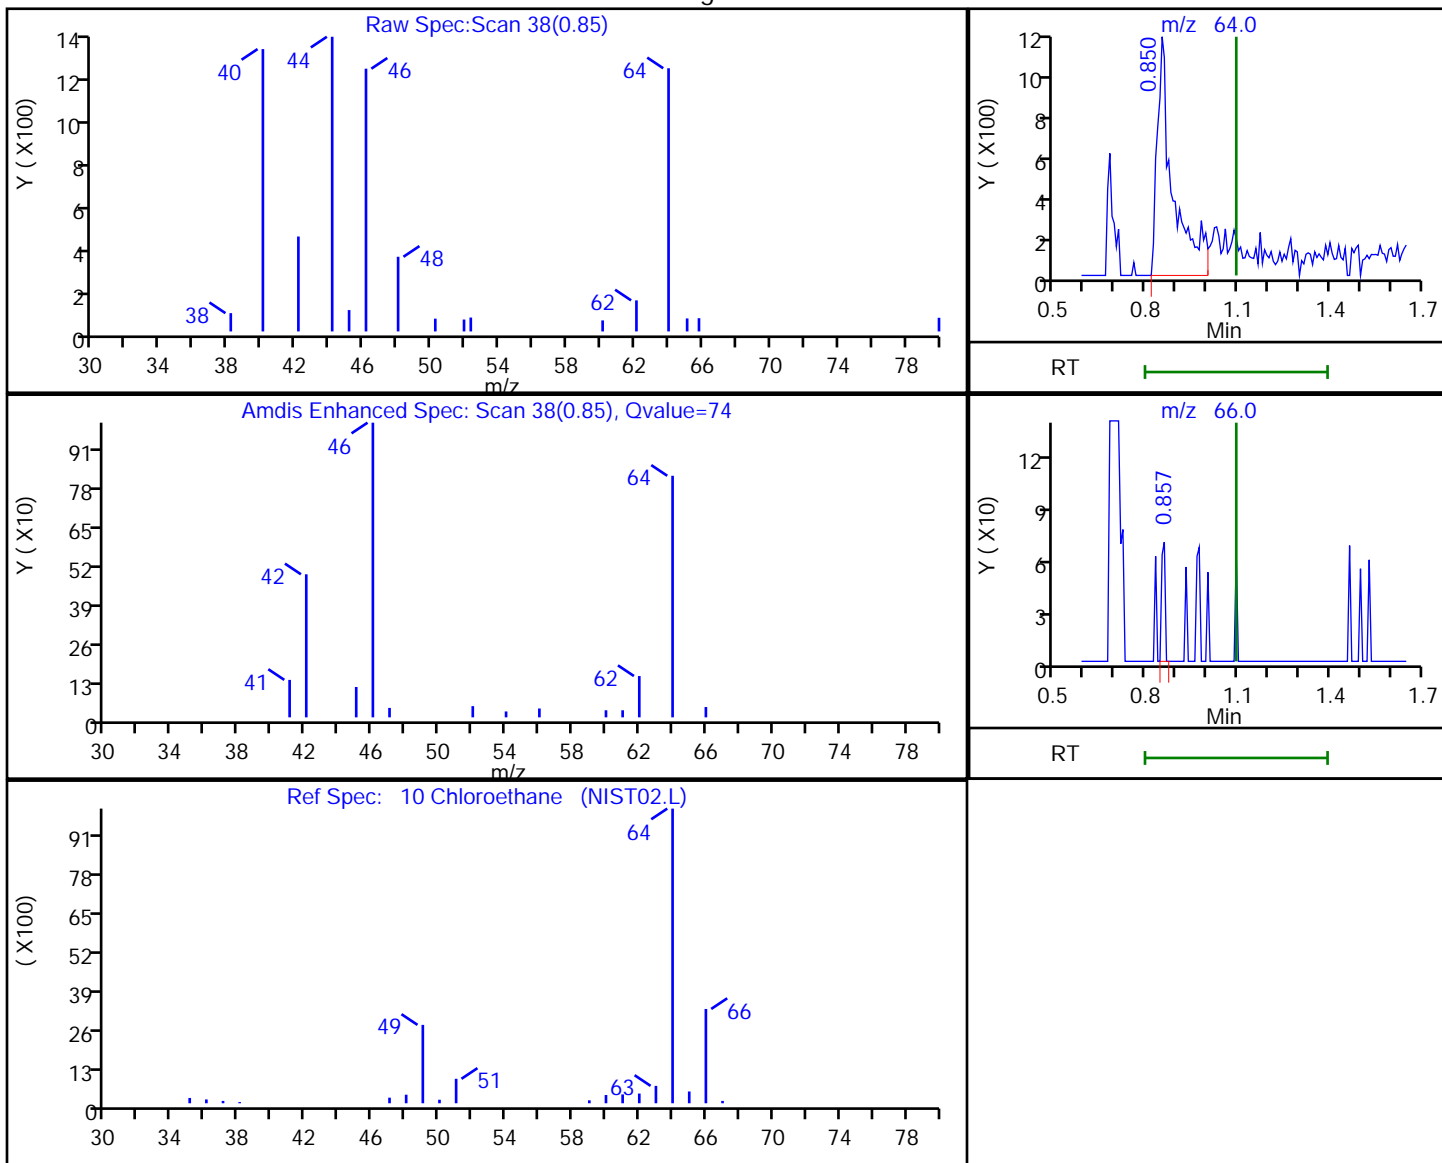 Raw Spec:Scan 38(0.85)
Y ( X100)
14
12
10
8
6
4
2
0
40
44
46
64
38
48
62
30 34 38 42 46 50 54 58 62 66 70 74 78
m/z
m/z 64.0
Y ( X100)
12
10
8
6
4
2
0
0.850
0.5 0.8 1.1 1.4 1.7
Min
RT
Amdis Enhanced Spec: Scan 38(0.85), Qvalue=74
Y ( X10)
91
78
65
52
39
26
13
0
46
64
42
41
62
30 34 38 42 46 50 54 58 62 66 70 74 78
m/z
m/z 66.0
Y ( X10)
12
9
6
3
0
0.857
0.5 0.8 1.1 1.4 1.7
Min
RT
Ref Spec: 10 Chloroethane (NIST02.L)
( X100)
91
78
65
52
39
26
13
0
64
49
66
51
63
30 34 38 42 46 50 54 58 62 66 70 74 78